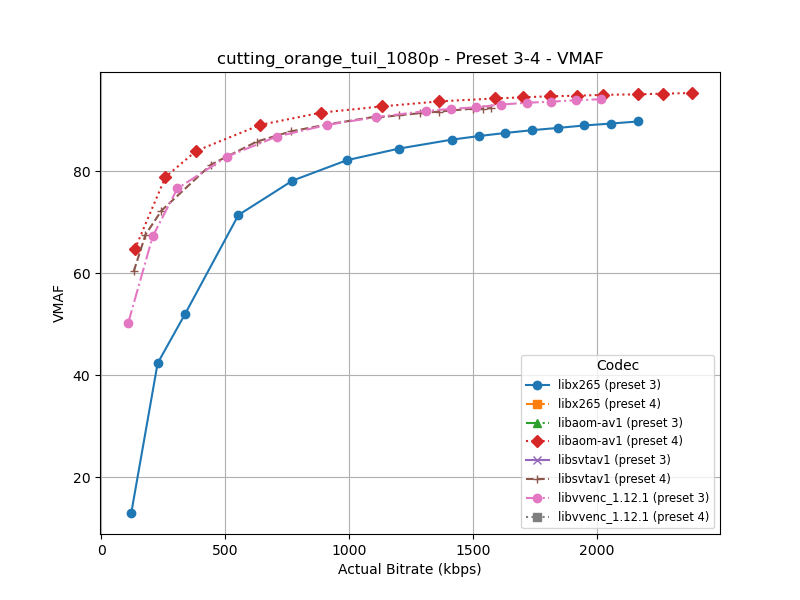 cutting_orange_tuil_1080p - Preset 3-4 - VMAF
VMAF
80
60
40
20
0
500
1000
1500
2000
Actual Bitrate (kbps)
Codec
libx265 (preset 3)
libx265 (preset 4)
libaom-av1 (preset 3)
libaom-av1 (preset 4)
libsvtav1 (preset 3)
libsvtav1 (preset 4)
libvvenc_1.12.1 (preset 3)
libvvenc_1.12.1 (preset 4)